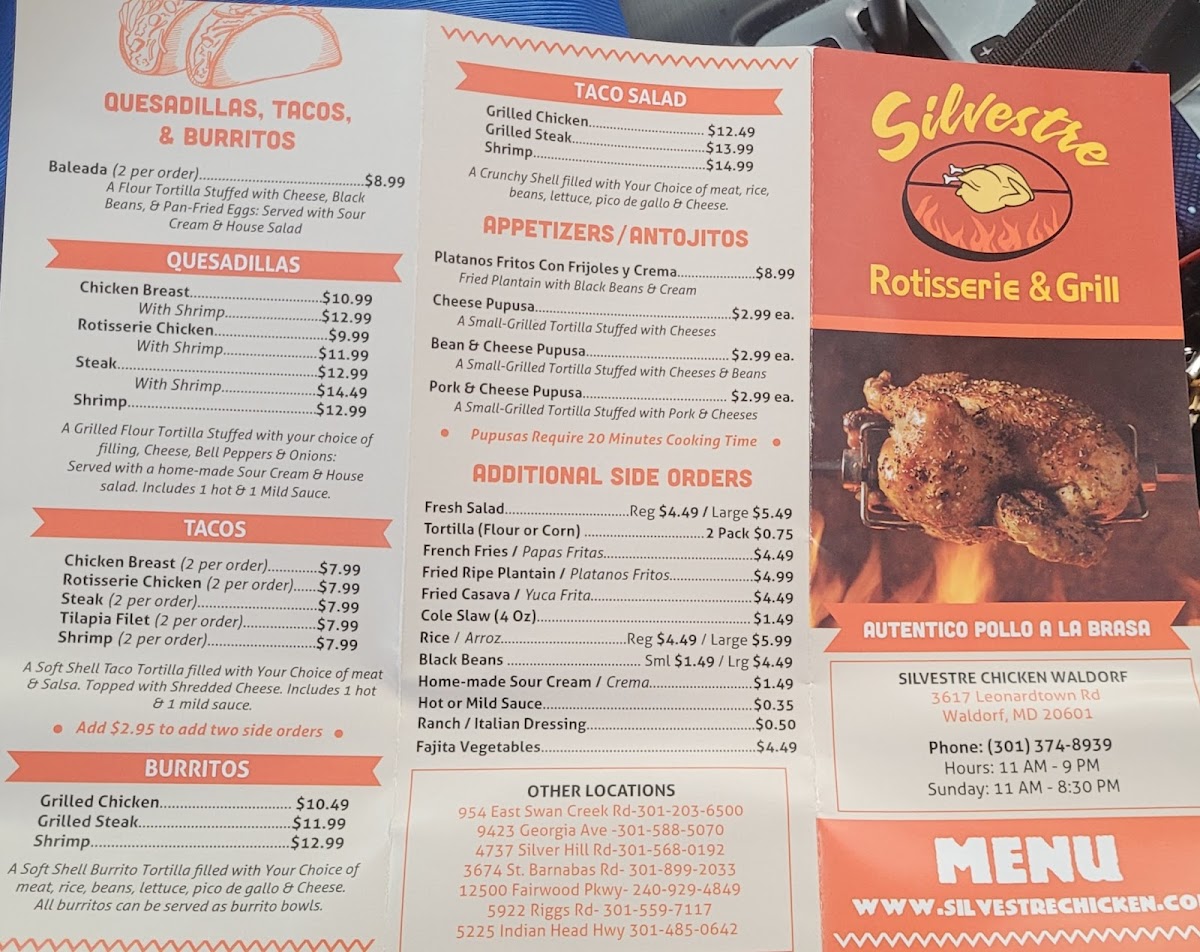 QUESADILLAS, TACOS,
& BURRITOS
Baleada (2 per order)..........$8.99
A Flour Tortilla Stuffed with Cheese, Black
Beans, & Pan-Fried Eggs: Served with Sour
Cream & House Salad
QUESADILLAS
Chicken Breast..........$10.99
With Shrimp..........$12.99
Rotisserie Chicken..........$9.99
With Shrimp..........$11.99
Steak..........$12.99
With Shrimp..........$14.49
Shrimp..........$12.99
A Grilled Flour Tortilla Stuffed with your choice of
filling, Cheese, Bell Peppers & Onions:
Served with a home-made Sour Cream & House
salad. Includes 1 hot & 1 Mild Sauce.
TACOS
Chicken Breast (2 per order)..........$7.99
Rotisserie Chicken (2 per order)......$7.99
Steak (2 per order)..........$7.99
Tilapia Filet (2 per order)..........$7.99
Shrimp (2 per order)..........$7.99
A Soft Shell Taco Tortilla filled with Your Choice of meat
& Salsa. Topped with Shredded Cheese. Includes 1 hot
& 1 mild sauce.
• Add $2.95 to add two side orders •
BURRITOS
Grilled Chicken.......... $10.49
Grilled Steak..........$11.99
Shrimp..........$12.99
A Soft Shell Burrito Tortilla filled with Your Choice of
meat, rice, beans, lettuce, pico de gallo & Cheese.
All burritos can be served as burrito bowls.
TACO SALAD
Grilled Chicken.......... $12.49
Grilled Steak..........$13.99
Shrimp..........$14.99
A Crunchy Shell filled with Your Choice of meat, rice,
beans, lettuce, pico de gallo & Cheese.
APPETIZERS/ANTOJITOS
Platanos Fritos Con Frijoles y Crema..........$8.99
Fried Plantain with Black Beans & Cream
Cheese Pupusa..........$2.99 ea.
A Small-Grilled Tortilla Stuffed with Cheeses
Bean & Cheese Pupusa.......... $2.99 ea.
A Small-Grilled Tortilla Stuffed with Cheeses & Beans
Pork & Cheese Pupusa.......... $2.99 ea.
A Small-Grilled Tortilla Stuffed with Pork & Cheeses
• Pupusas Require 20 Minutes Cooking Time •
ADDITIONAL SIDE ORDERS
Fresh Salad..........Reg $4.49 / Large $5.49
Tortilla (Flour or Corn) ..........2 Pack $0.75
French Fries / Papas Fritas..........$4.49
Fried Ripe Plantain / Platanos Fritos..........$4.99
Fried Casava / Yuca Frita..........$4.49
Cole Slaw (4 Oz)..........$1.49
Rice / Arroz..........Reg $4.49 / Large $5.99
Black Beans .......... Sml $1.49 / Lrg $4.49
Home-made Sour Cream / Crema..........$1.49
Hot or Mild Sauce..........$0.35
Ranch / Italian Dressing..........$0.50
Fajita Vegetables..........$4.49
OTHER LOCATIONS
954 East Swan Creek Rd-301-203-6500
9423 Georgia Ave -301-588-5070
4737 Silver Hill Rd-301-568-0192
3674 St. Barnabas Rd- 301-899-2033
12500 Fairwood Pkwy- 240-929-4849
5922 Riggs Rd- 301-559-7117
5225 Indian Head Hwy 301-485-0642
Silvestre
Rotisserie & Grill
AUTENTICO POLLO A LA BRASA
SILVESTRE CHICKEN WALDORF
3617 Leonardtown Rd
Waldorf, MD 20601
Phone: (301) 374-8939
Hours: 11 AM - 9 PM
Sunday: 11 AM - 8:30 PM
MENU
WWW.SILVESTRECHICKEN.CO